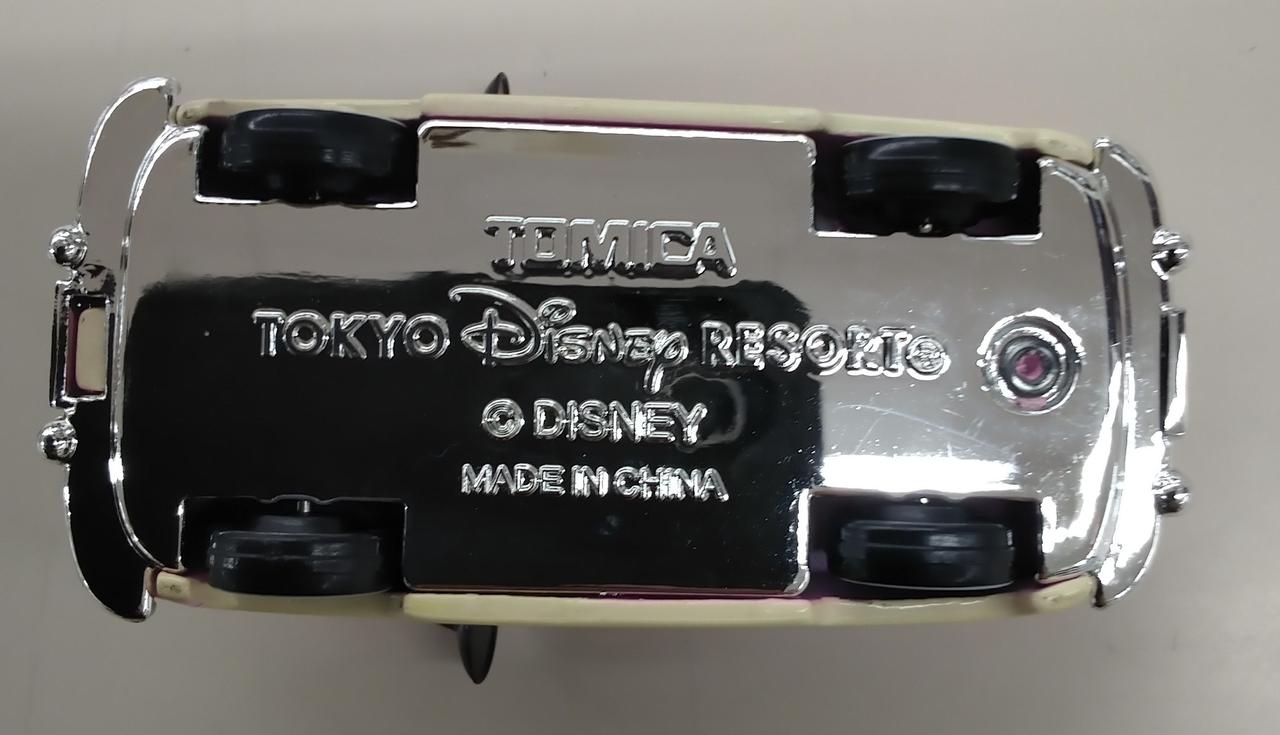 TOMICA
TOKYO Disney RESORT®
© DISNEY
MADE IN CHINA